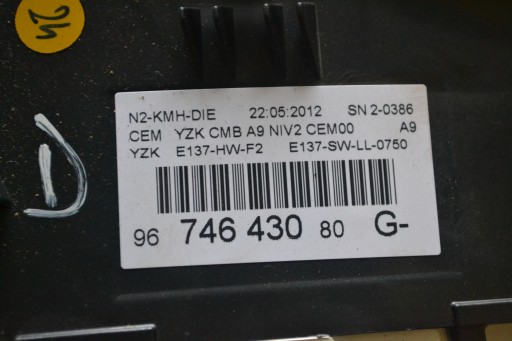 24
N2-KMH-DIE 22:05:2012 SN 2-0386
CEM YZK CMB A9 NIV2 CEM00 A9
YZK E137-HW-F2 E137-SW-LL-0750
96 746 430 80 G-
D